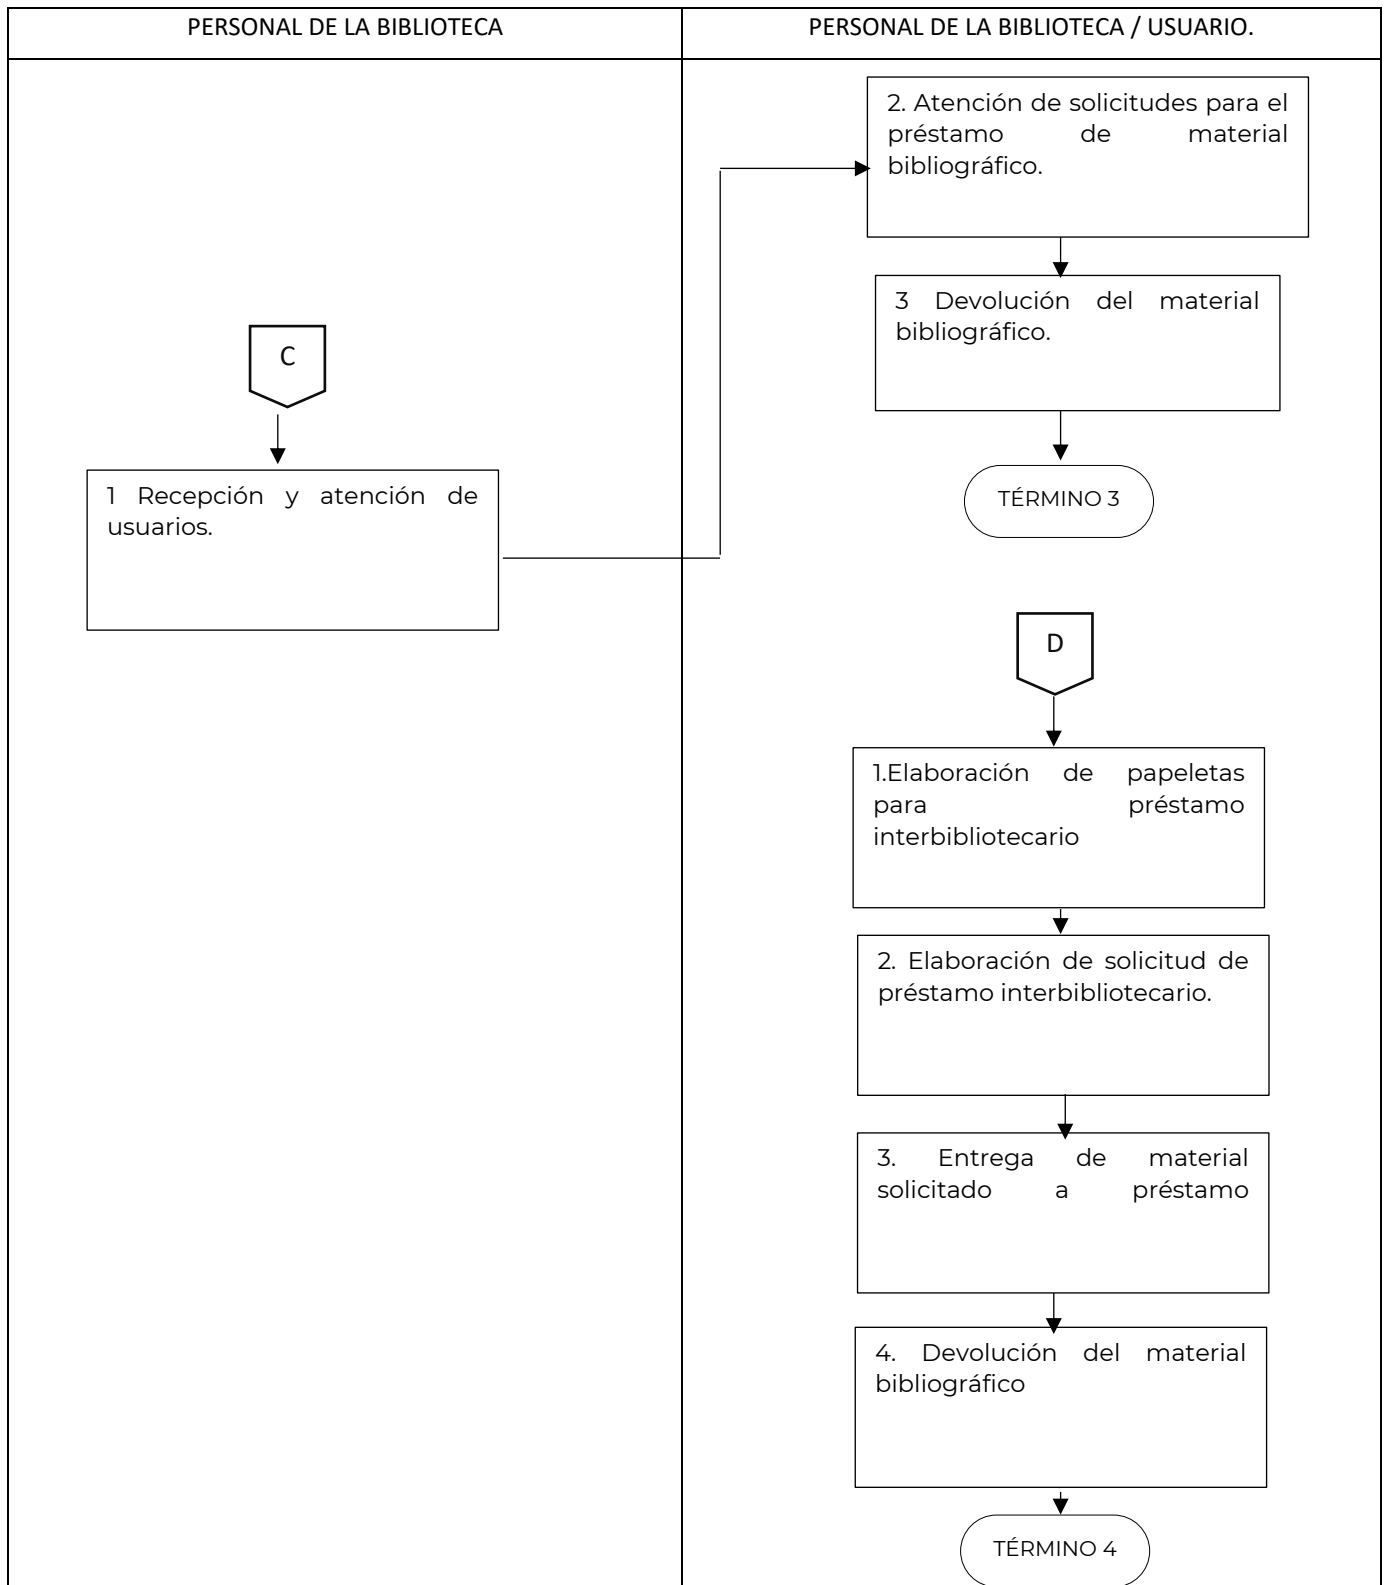 PERSONAL DE LA BIBLIOTECA
PERSONAL DE LA BIBLIOTECA / USUARIO.
C
1 Recepción y atención de
usuarios.
2. Atención de solicitudes para el
préstamo de material
bibliográfico.
3 Devolución del material
bibliográfico.
TÉRMINO 3
D
1.Elaboración de papeletas
para préstamo
interbibliotecario
2. Elaboración de solicitud de
préstamo interbibliotecario.
3. Entrega de material
solicitado a préstamo
4. Devolución del material
bibliográfico
TÉRMINO 4